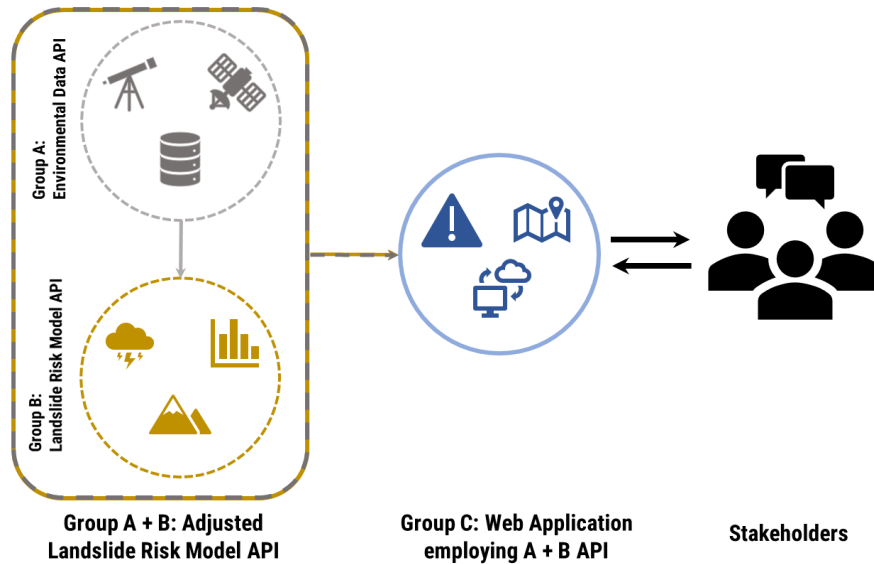 Group A:
Environmental Data API
Group B:
Landslide Risk Model API
Group A + B: Adjusted
Landslide Risk Model API
Group C: Web Application
employing A + B API
Stakeholders